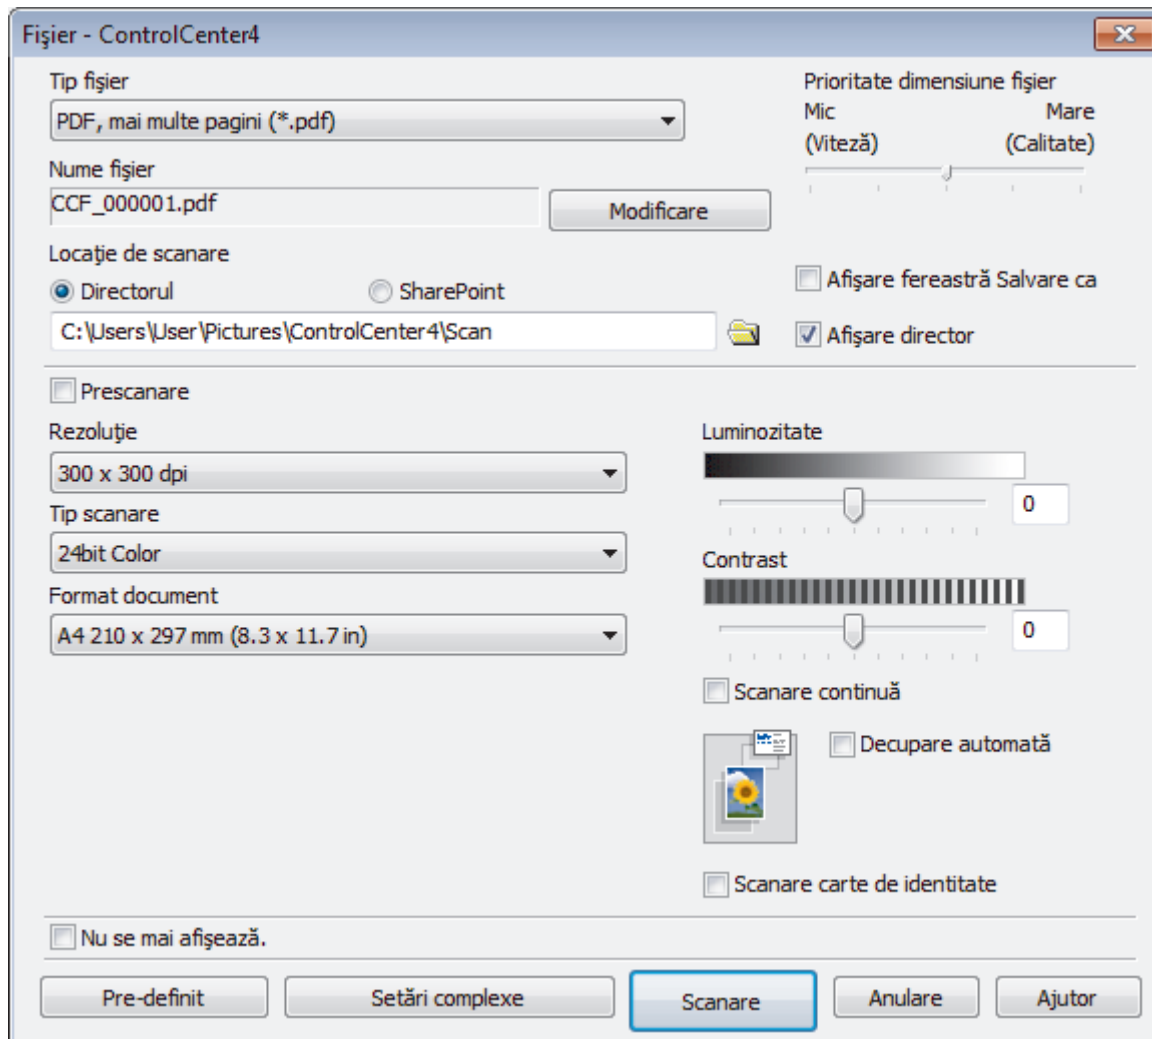 Fişier - ControlCenter4
Tip fişier
PDF, mai multe pagini (*.pdf)
Prioritate dimensiune fişier
Mic Mare
(Viteză) (Calitate)
Nume fişier
CCF_000001.pdf
Modificare
Locaţie de scanare
Directorul SharePoint
C:\Users\User\Pictures\ControlCenter4\Scan
Afişare fereastră Salvare ca
Afişare director
Prescanare
Rezoluţie
300 x 300 dpi
Tip scanare
24bit Color
Format document
A4 210 x 297 mm (8.3 x 11.7 in)
Luminozitate
0
Contrast
0
Scanare continuă
Decupare automată
Scanare carte de identitate
Nu se mai afişează.
Pre-definit Setări complexe Scanare Anulare Ajutor